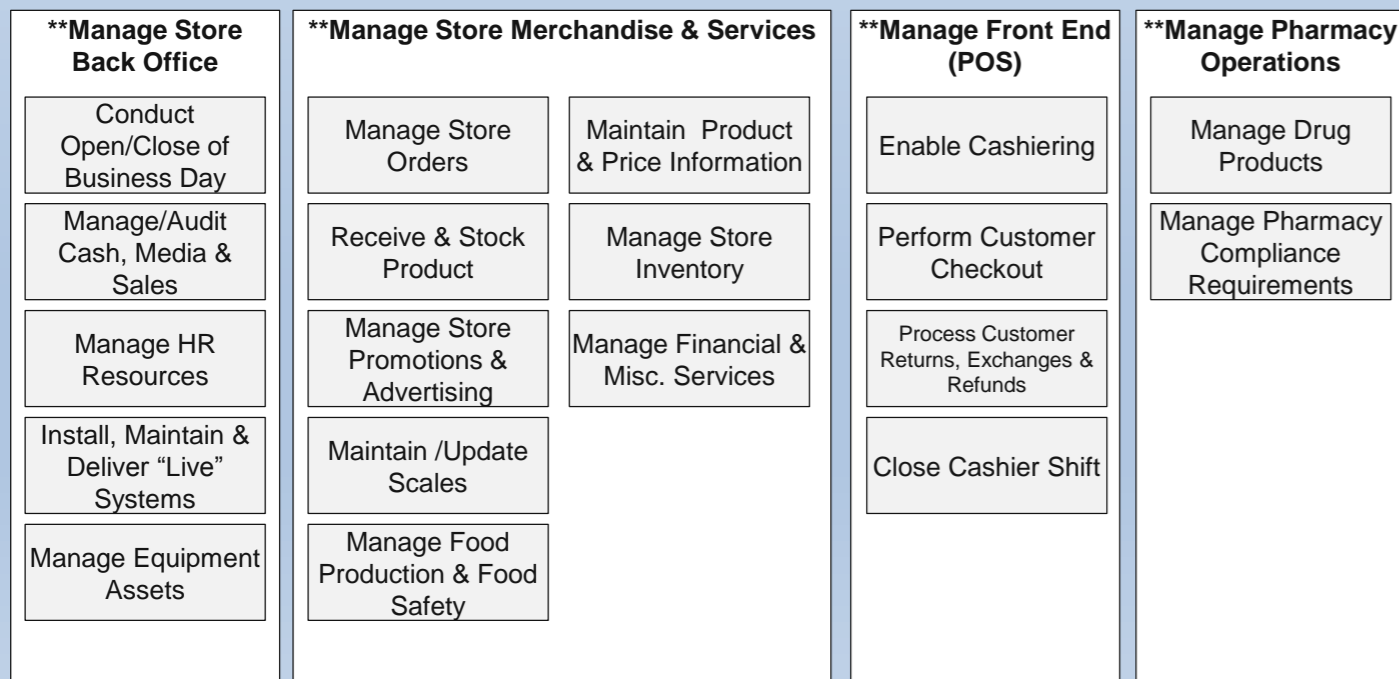 **Manage Store
Back Office
Conduct
Open/Close of
Business Day
Manage/Audit
Cash, Media &
Sales
Manage HR
Resources
Install, Maintain &
Deliver “Live”
Systems
Manage Equipment
Assets
**Manage Store Merchandise & Services
Manage Store
Orders
Receive & Stock
Product
Manage Store
Promotions &
Advertising
Maintain /Update
Scales
Manage Food
Production & Food
Safety
Maintain  Product
& Price Information
Manage Store
Inventory
Manage Financial &
Misc. Services
**Manage Front End
(POS)
Enable Cashiering
Perform Customer
Checkout
Process Customer
Returns, Exchanges &
Refunds
Close Cashier Shift
**Manage Pharmacy
Operations
Manage Drug
Products
Manage Pharmacy
Compliance
Requirements